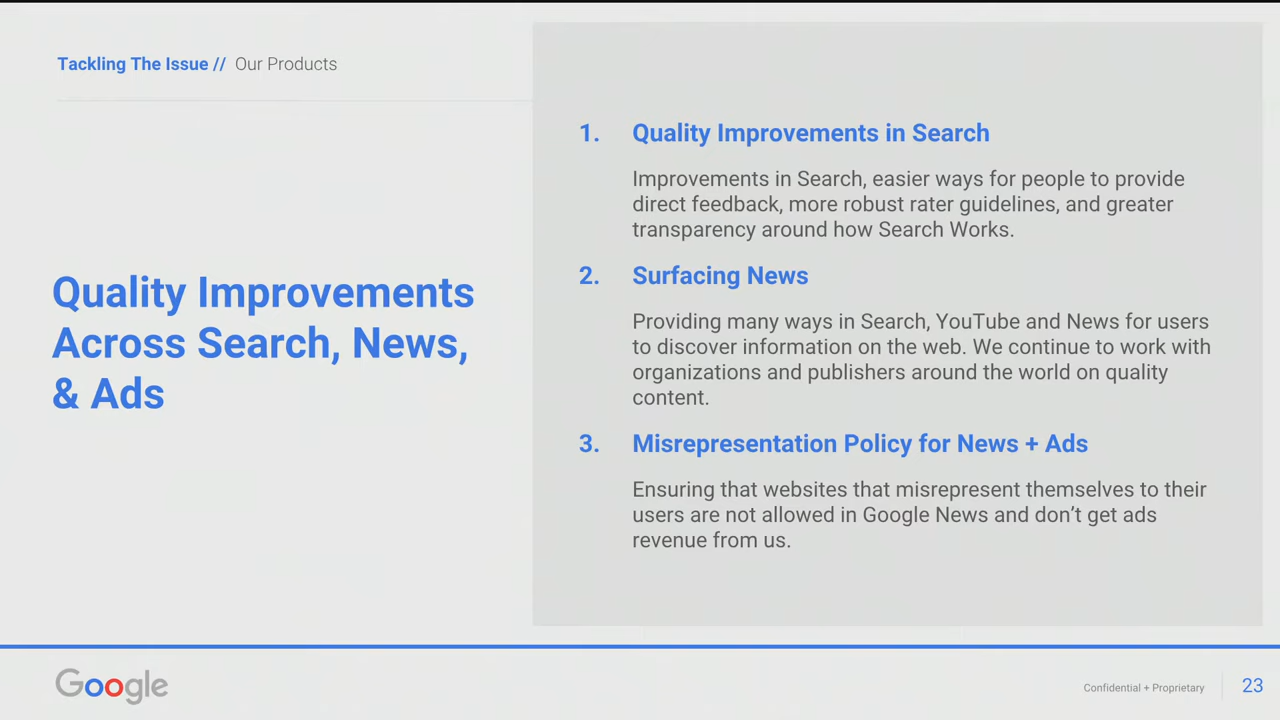 Tackling The Issue // Our Products
Quality Improvements
Across Search, News,
& Ads
1. Quality Improvements in Search
Improvements in Search, easier ways for people to provide
direct feedback, more robust rater guidelines, and greater
transparency around how Search Works.
2. Surfacing News
Providing many ways in Search, YouTube and News for users
to discover information on the web. We continue to work with
organizations and publishers around the world on quality
content.
3. Misrepresentation Policy for News + Ads
Ensuring that websites that misrepresent themselves to their
users are not allowed in Google News and don’t get ads
revenue from us.
Google
Confidential + Proprietary
23